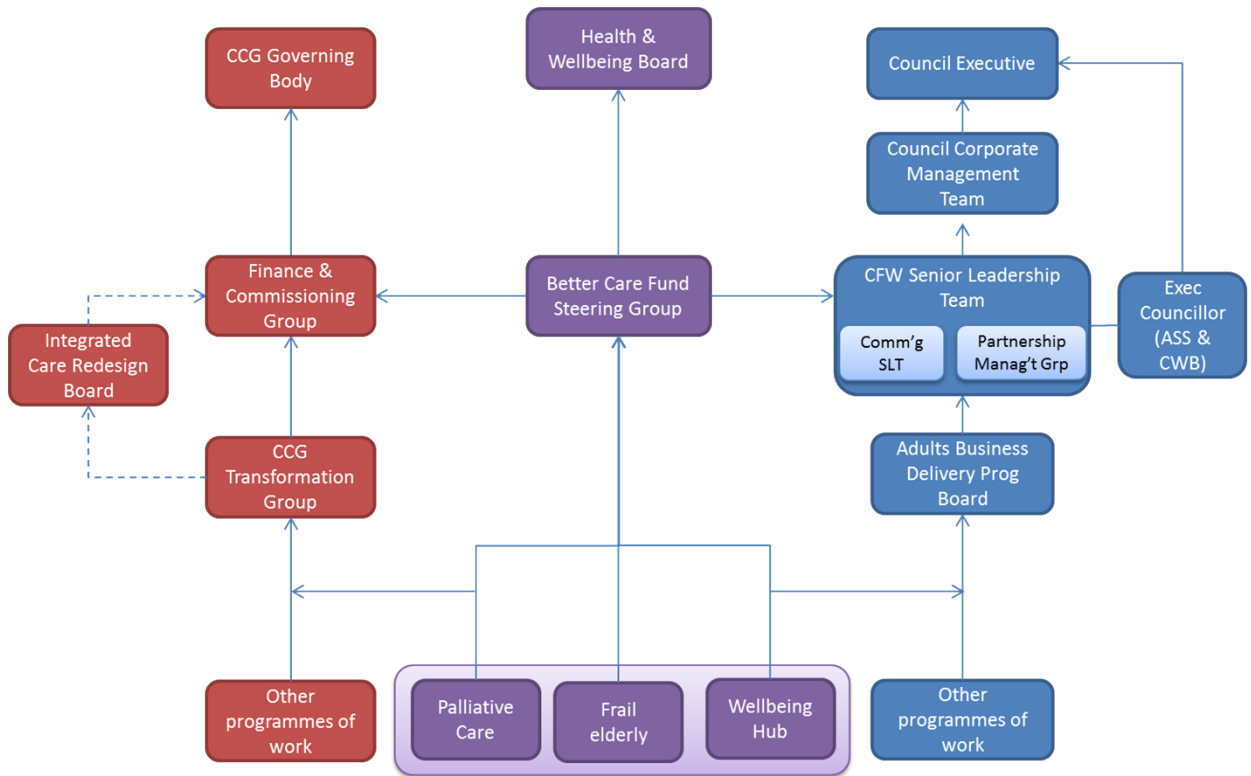 CCG Governing
Body
Health &
Wellbeing Board
Council Executive
Council Corporate
Management
Team
Finance &
Commissioning
Group
Better Care Fund
Steering Group
CFW Senior Leadership
Team
Comm'g
SLT
Partnership
Manag't Grp
Exec
Councillor
(ASS &
CWB)
Integrated
Care Redesign
Board
CCG
Transformation
Group
Adults Business
Delivery Prog
Board
Other
programmes of
work
Palliative
Care
Frail
elderly
Wellbeing
Hub
Other
programmes of
work